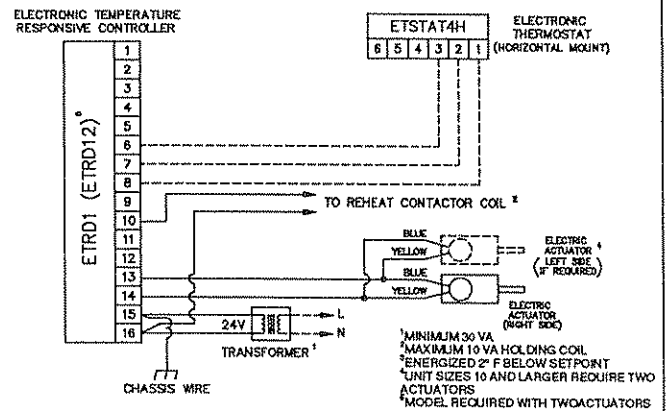 ELECTRONIC TEMPERATURE
RESPONSIVE CONTROLLER
ETSTAT4H
ELECTRONIC
THERMOSTAT
(HORIZONTAL MOUNT)
6 5 4 3 2 1
ETRD1 (ETRD12)⁵
1
2
3
4
5
6
7
8
9
10
11
12
13
14
15
16
TO REHEAT CONTACTOR COIL ²
BLUE
YELLOW
ELECTRIC
ACTUATOR ⁴
(LEFT SIDE
IF REQUIRED)
BLUE
YELLOW
ELECTRIC
ACTUATOR
(RIGHT SIDE)
24V
L
N
TRANSFORMER ¹
CHASSIS WIRE
¹MINIMUM 30 VA
²MAXIMUM 10 VA HOLDING COIL
³ENERGIZED 2° F BELOW SETPOINT
⁴UNIT SIZES 10 AND LARGER REQUIRE TWO
ACTUATORS
⁵MODEL REQUIRED WITH TWOACTUATORS